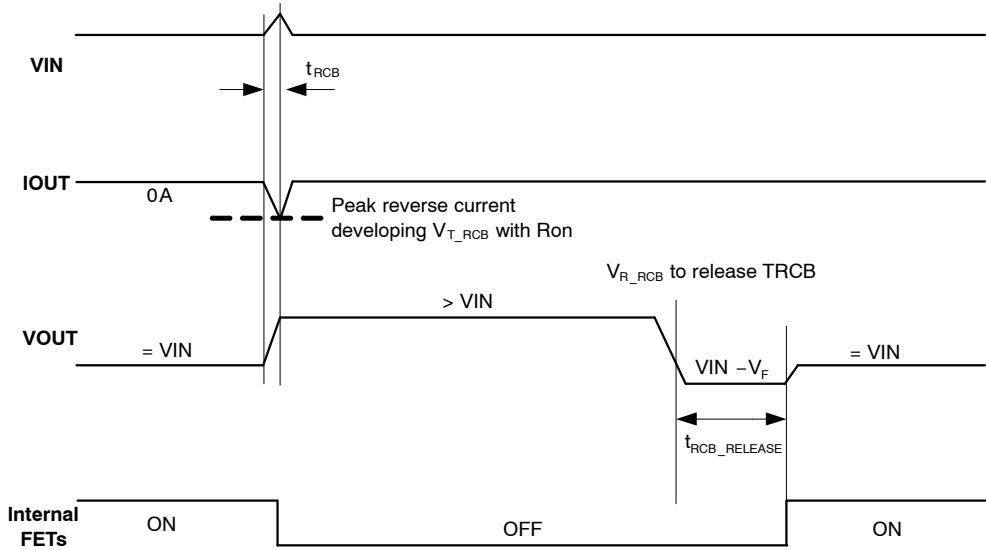 VIN
tRCB
IOUT
0A
Peak reverse current
developing VT_RCB with Ron
VR_RCB to release TRCB
> VIN
VOUT
= VIN
VIN −VF
= VIN
tRCB_RELEASE
Internal
FETs
ON
OFF
ON